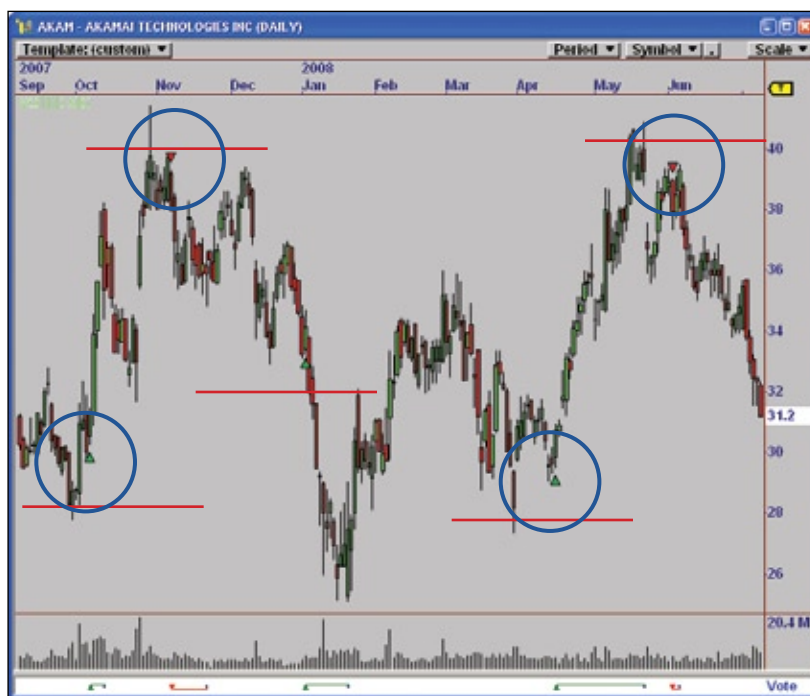 AKAM - AKAMAI TECHNOLOGIES INC (DAILY)
Template: (custom) Period Symbol . Scale
2007 2008
Sep Oct Nov Dec Jan Feb Mar Apr May Jun
40
38
36
34
32
31.2
30
28
26
20.4 M
Vote